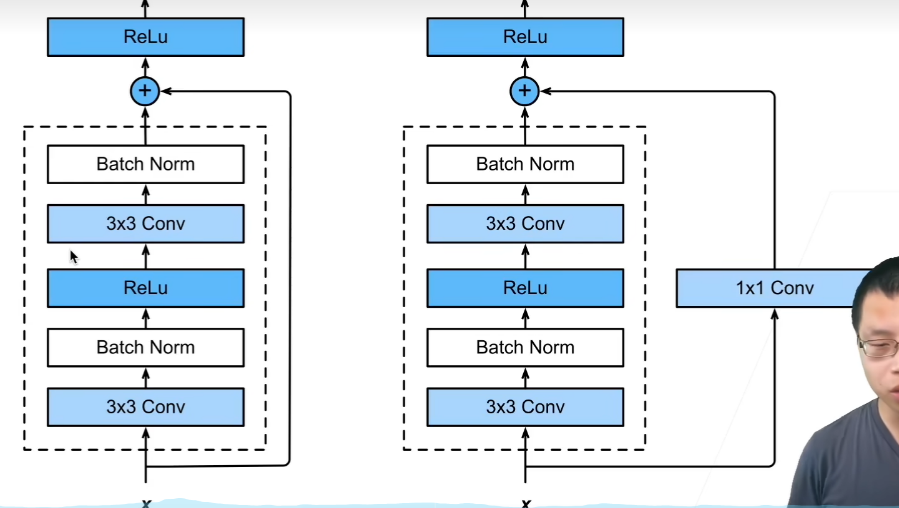 ReLu
ReLu
+
+
Batch Norm
Batch Norm
3x3 Conv
3x3 Conv
ReLu
ReLu
1x1 Conv
Batch Norm
Batch Norm
3x3 Conv
3x3 Conv
x
x